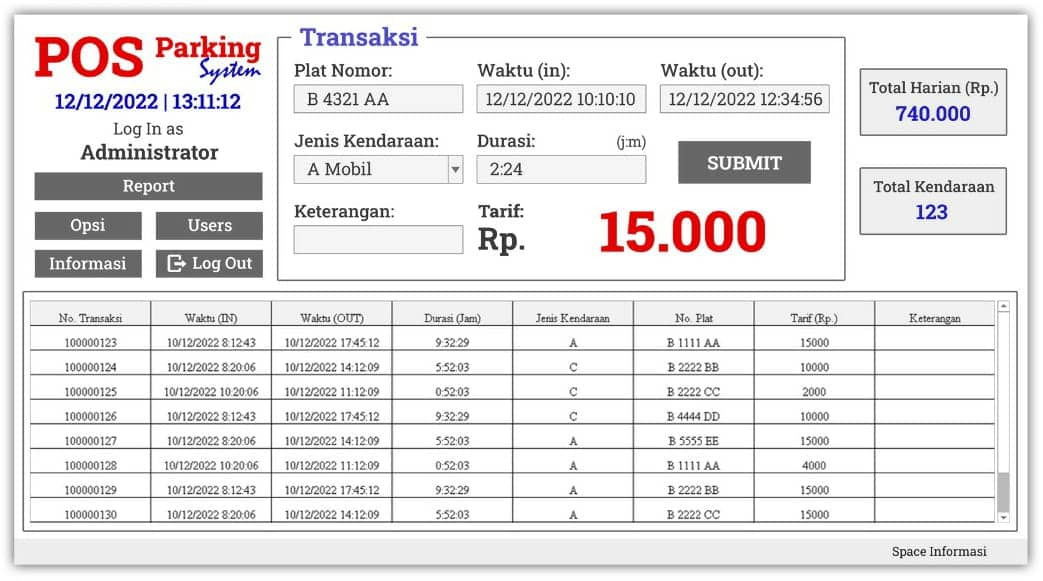 POS Parking System
12/12/2022 | 13:11:12
Log In as
Administrator
Report
Opsi Users
Informasi Log Out
Transaksi
Plat Nomor: Waktu (in): Waktu (out):
B 4321 AA 12/12/2022 10:10:10 12/12/2022 12:34:56
Jenis Kendaraan: Durasi: (j:m)
A Mobil 2:24 SUBMIT
Keterangan: Tarif:
Rp. 15.000
Total Harian (Rp.)
740.000
Total Kendaraan
123
No. Transaksi Waktu (IN) Waktu (OUT) Durasi (Jam) Jenis Kendaraan No. Plat Tarif (Rp.) Keterangan
100000123 10/12/2022 8:12:43 10/12/2022 17:45:12 9:32:29 A B 1111 AA 15000
100000124 10/12/2022 8:20:06 10/12/2022 14:12:09 5:52:03 C B 2222 BB 10000
100000125 10/12/2022 10:20:06 10/12/2022 11:12:09 0:52:03 C B 2222 CC 2000
100000126 10/12/2022 8:12:43 10/12/2022 17:45:12 9:32:29 C B 4444 DD 10000
100000127 10/12/2022 8:20:06 10/12/2022 14:12:09 5:52:03 A B 5555 EE 15000
100000128 10/12/2022 10:20:06 10/12/2022 11:12:09 0:52:03 A B 1111 AA 4000
100000129 10/12/2022 8:12:43 10/12/2022 17:45:12 9:32:29 A B 2222 BB 15000
100000130 10/12/2022 8:20:06 10/12/2022 14:12:09 5:52:03 A B 2222 CC 15000
Space Informasi